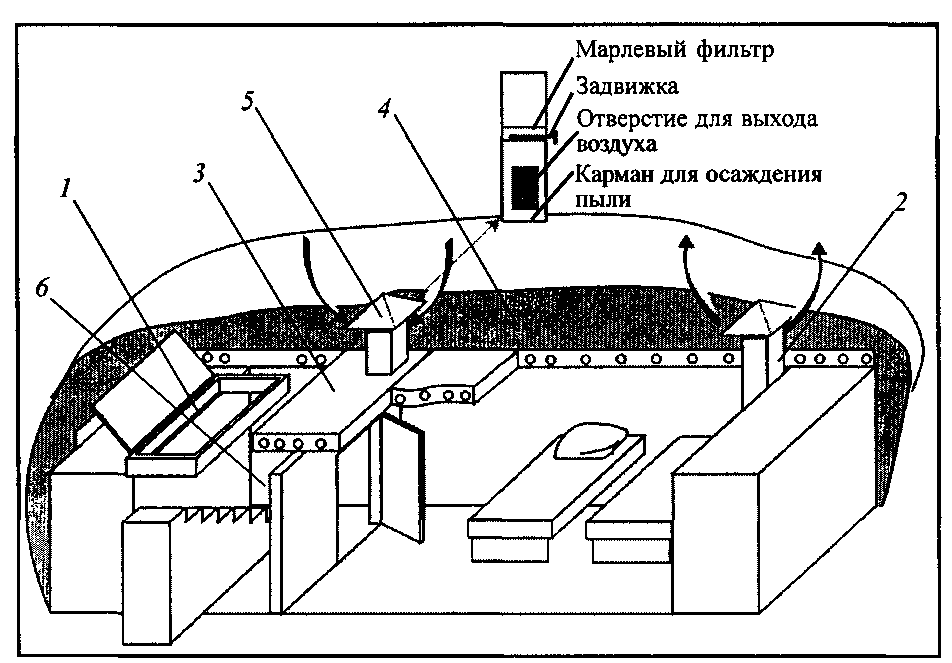 Марлевый фильтр
Задвижка
Отверстие для выхода
воздуха
Карман для осаждения
пыли
5
4
3
1
2
6